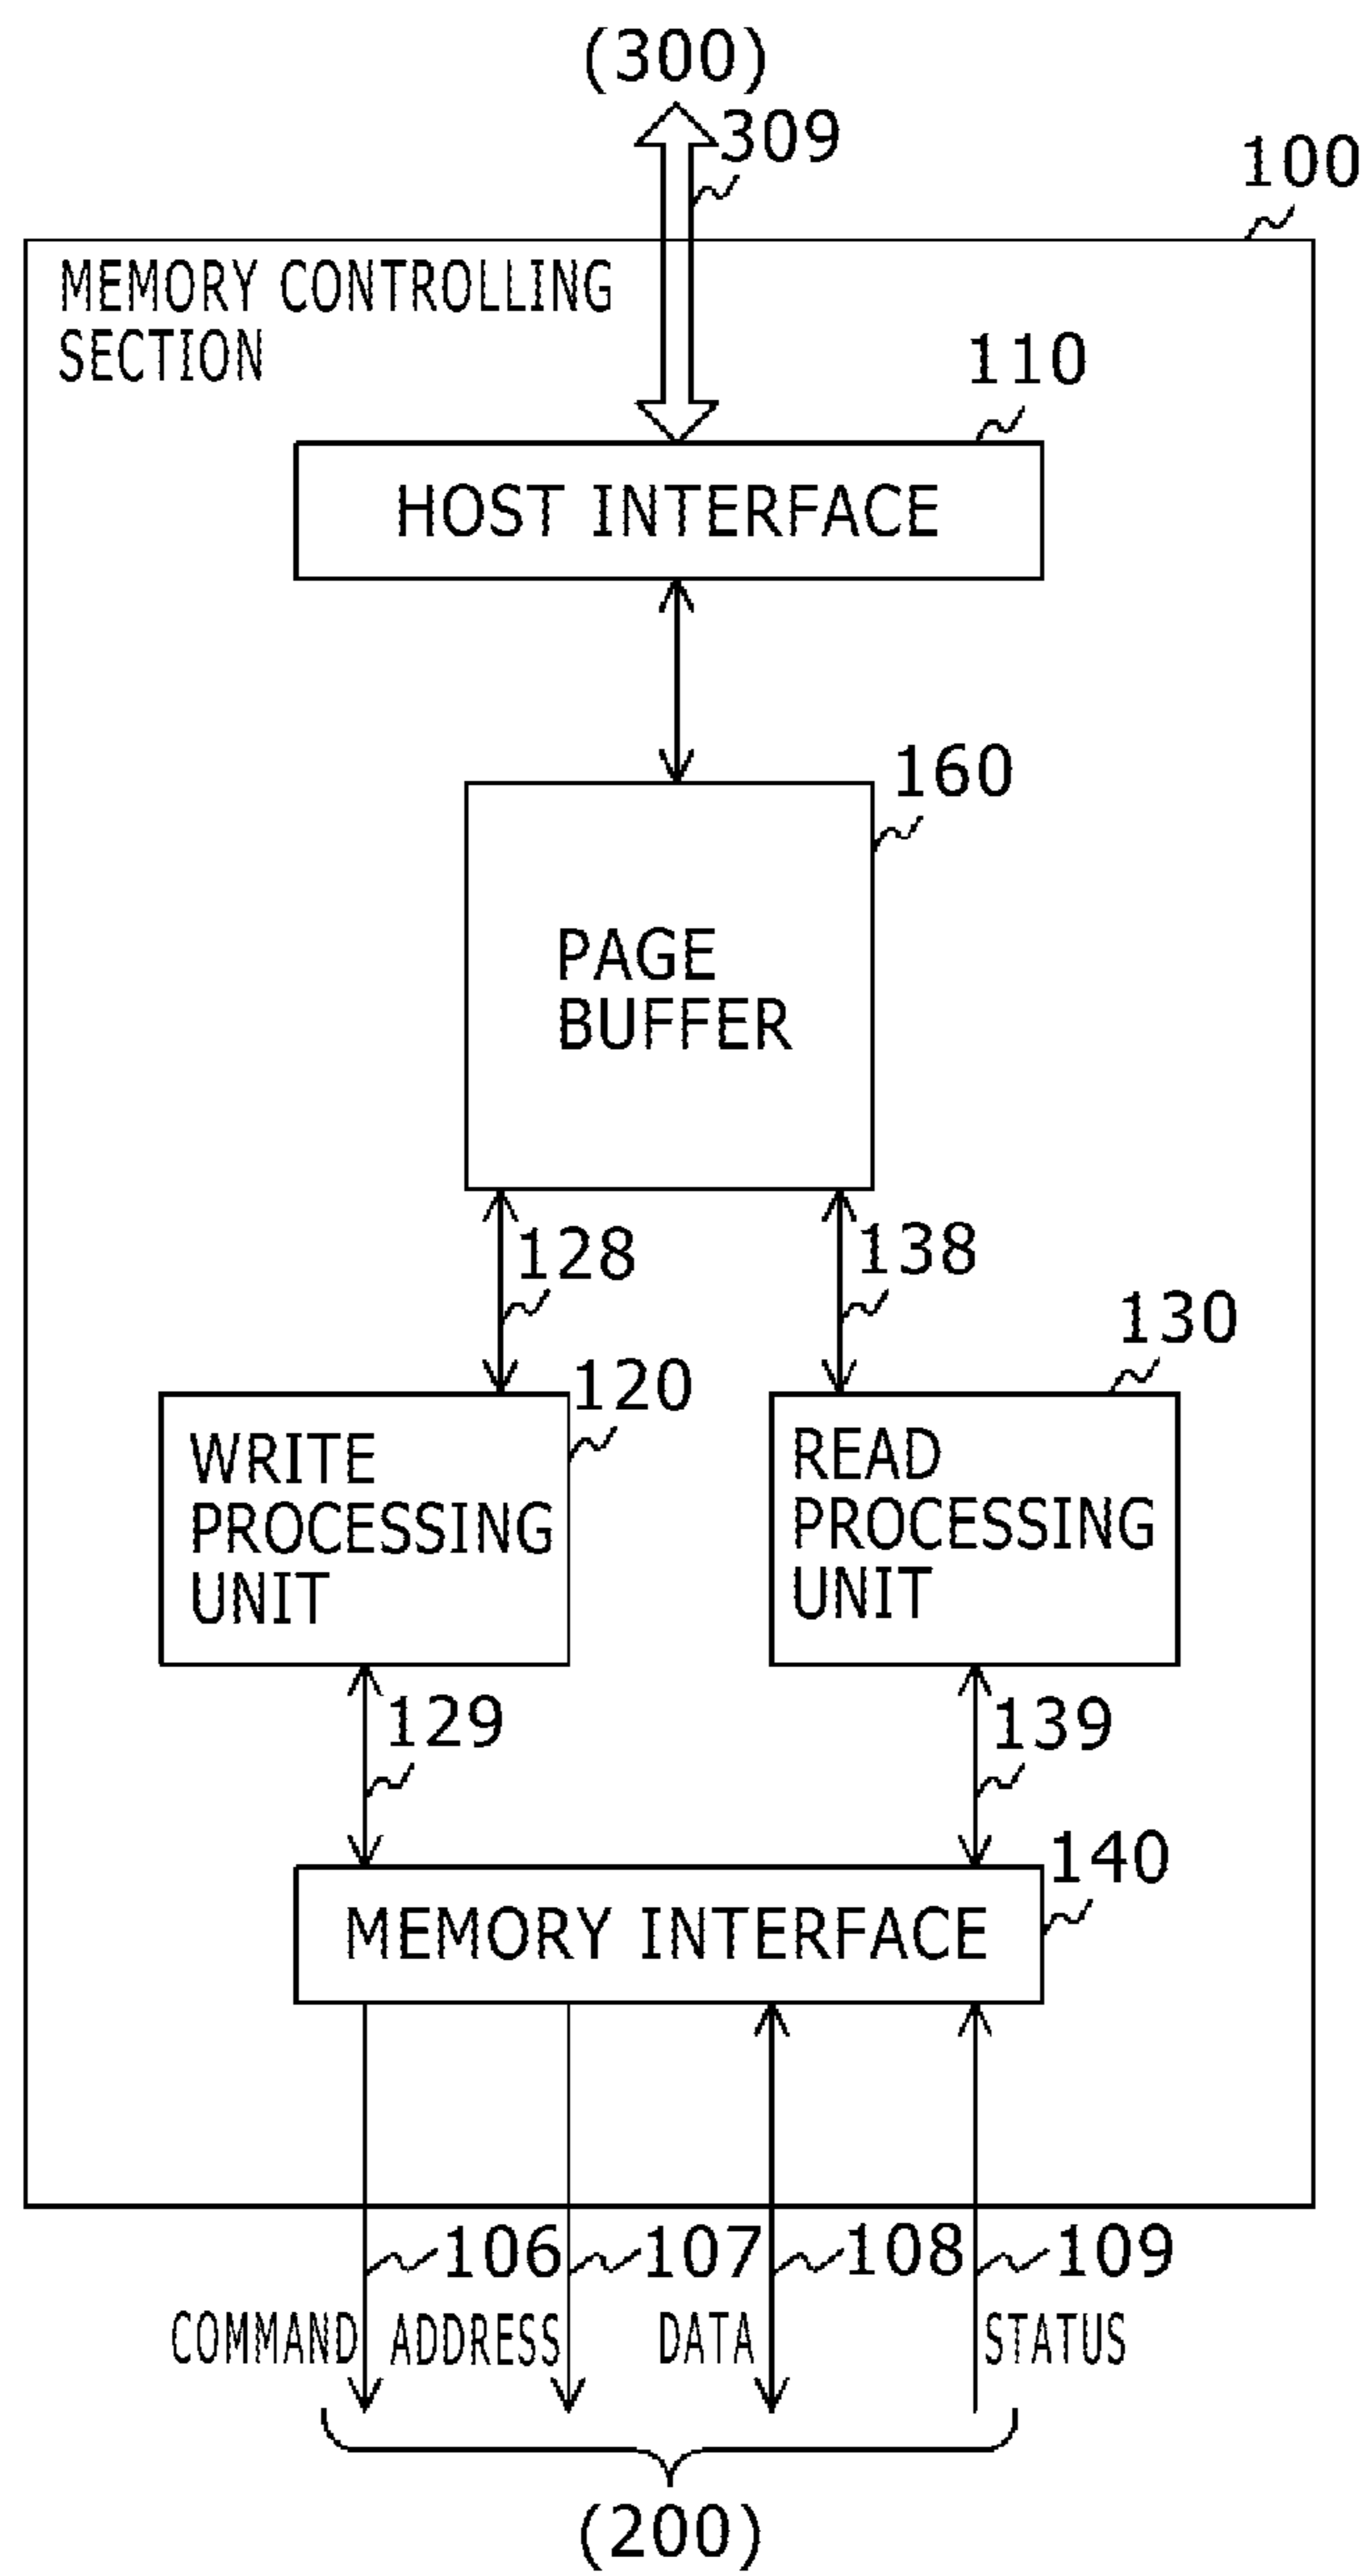 (300)
309
100
MEMORY CONTROLLING
SECTION
110
HOST INTERFACE
160
PAGE
BUFFER
128
138
130
120
WRITE
PROCESSING
UNIT
READ
PROCESSING
UNIT
129
139
140
MEMORY INTERFACE
106
107
108
109
COMMAND
ADDRESS
DATA
STATUS
(200)